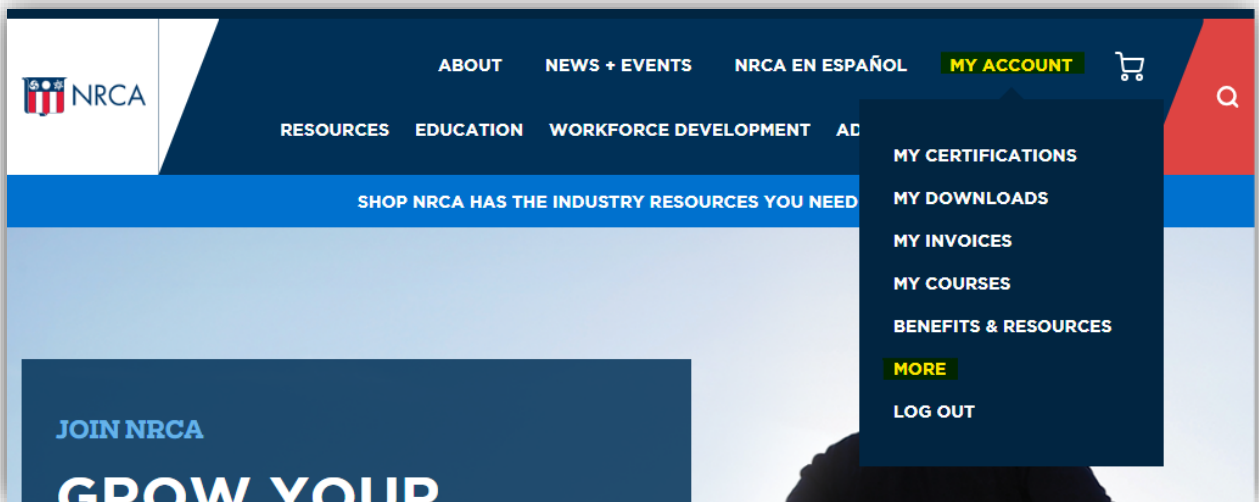 NRCA
ABOUT NEWS + EVENTS NRCA EN ESPAÑOL MY ACCOUNT
RESOURCES EDUCATION WORKFORCE DEVELOPMENT AD
SHOP NRCA HAS THE INDUSTRY RESOURCES YOU NEED
MY CERTIFICATIONS
MY DOWNLOADS
MY INVOICES
MY COURSES
BENEFITS & RESOURCES
MORE
LOG OUT
JOIN NRCA
GROW YOUR